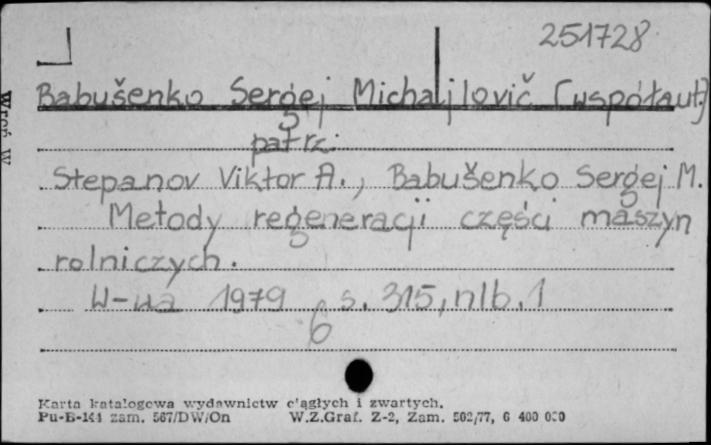 251728
Babušenko Sergej Michajlovič [współaut.]
patrz:
Stepanov Viktor A., Babušenko Sergej M.
Metody regeneracji części maszyn
rolniczych.
W-wa 1979 s. 315, nlb. 1
6
Karta katalogowa wydawnictw ciągłych i zwartych.
Pu-B-144 zam. 567/DW/On W.Z.Graf. Z-2, Zam. 502/77, 6 400 000